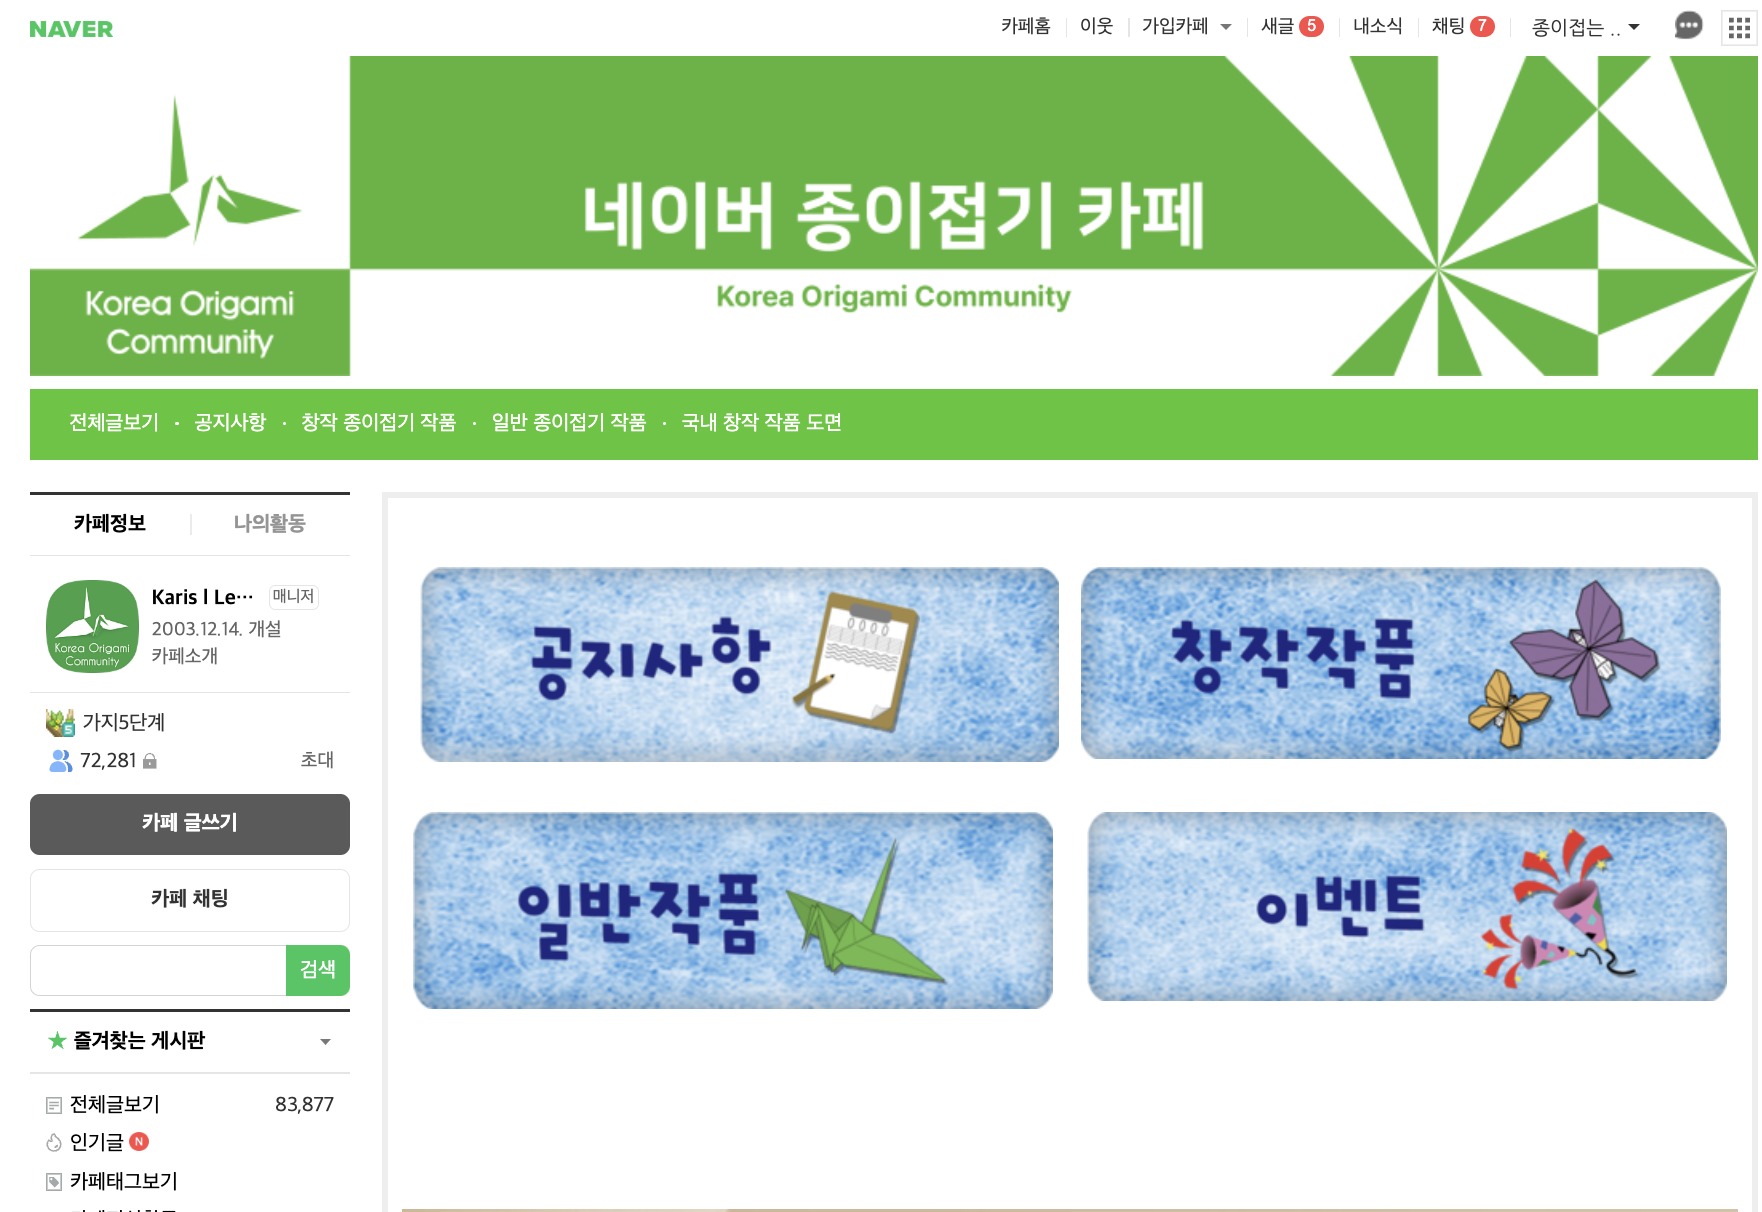 NAVER
카페홈 이웃 가입카페 새글 5 내소식 채팅 7 종이접는 ..
네이버 종이접기 카페
Korea Origami Community
Korea Origami
Community
전체글보기 · 공지사항 · 창작 종이접기 작품 · 일반 종이접기 작품 · 국내 창작 작품 도면
카페정보 나의활동
Karis l Le··· 매니저
2003.12.14. 개설
카페소개
Korea Origami
Community
가지5단계
72,281 초대
카페 글쓰기
카페 채팅
검색
즐겨찾는 게시판
전체글보기 83,877
인기글 N
카페태그보기
공지사항
창작작품
일반작품
이벤트